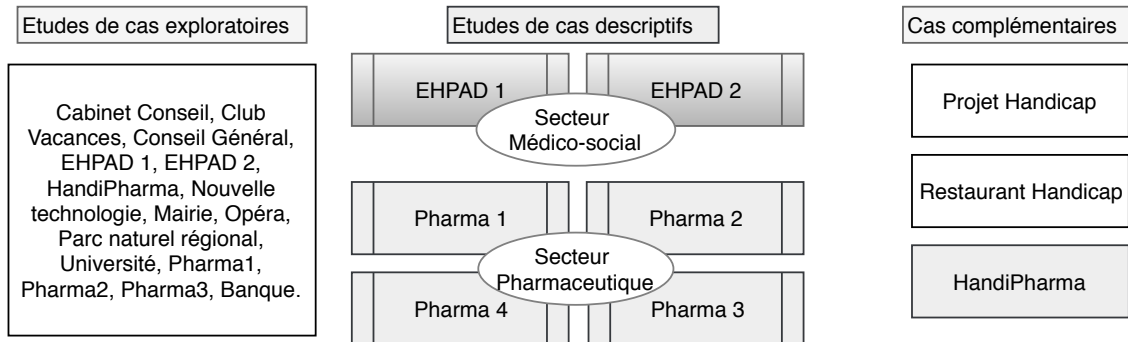 Etudes de cas exploratoires
Cabinet Conseil, Club
Vacances, Conseil Général,
EHPAD 1, EHPAD 2,
HandiPharma, Nouvelle
technologie, Mairie, Opéra,
Parc naturel régional,
Université, Pharma1,
Pharma2, Pharma3, Banque.
Etudes de cas descriptifs
EHPAD 1
EHPAD 2
Secteur
Médico-social
Pharma 1
Pharma 2
Secteur
Pharmaceutique
Pharma 4
Pharma 3
Cas complémentaires
Projet Handicap
Restaurant Handicap
HandiPharma